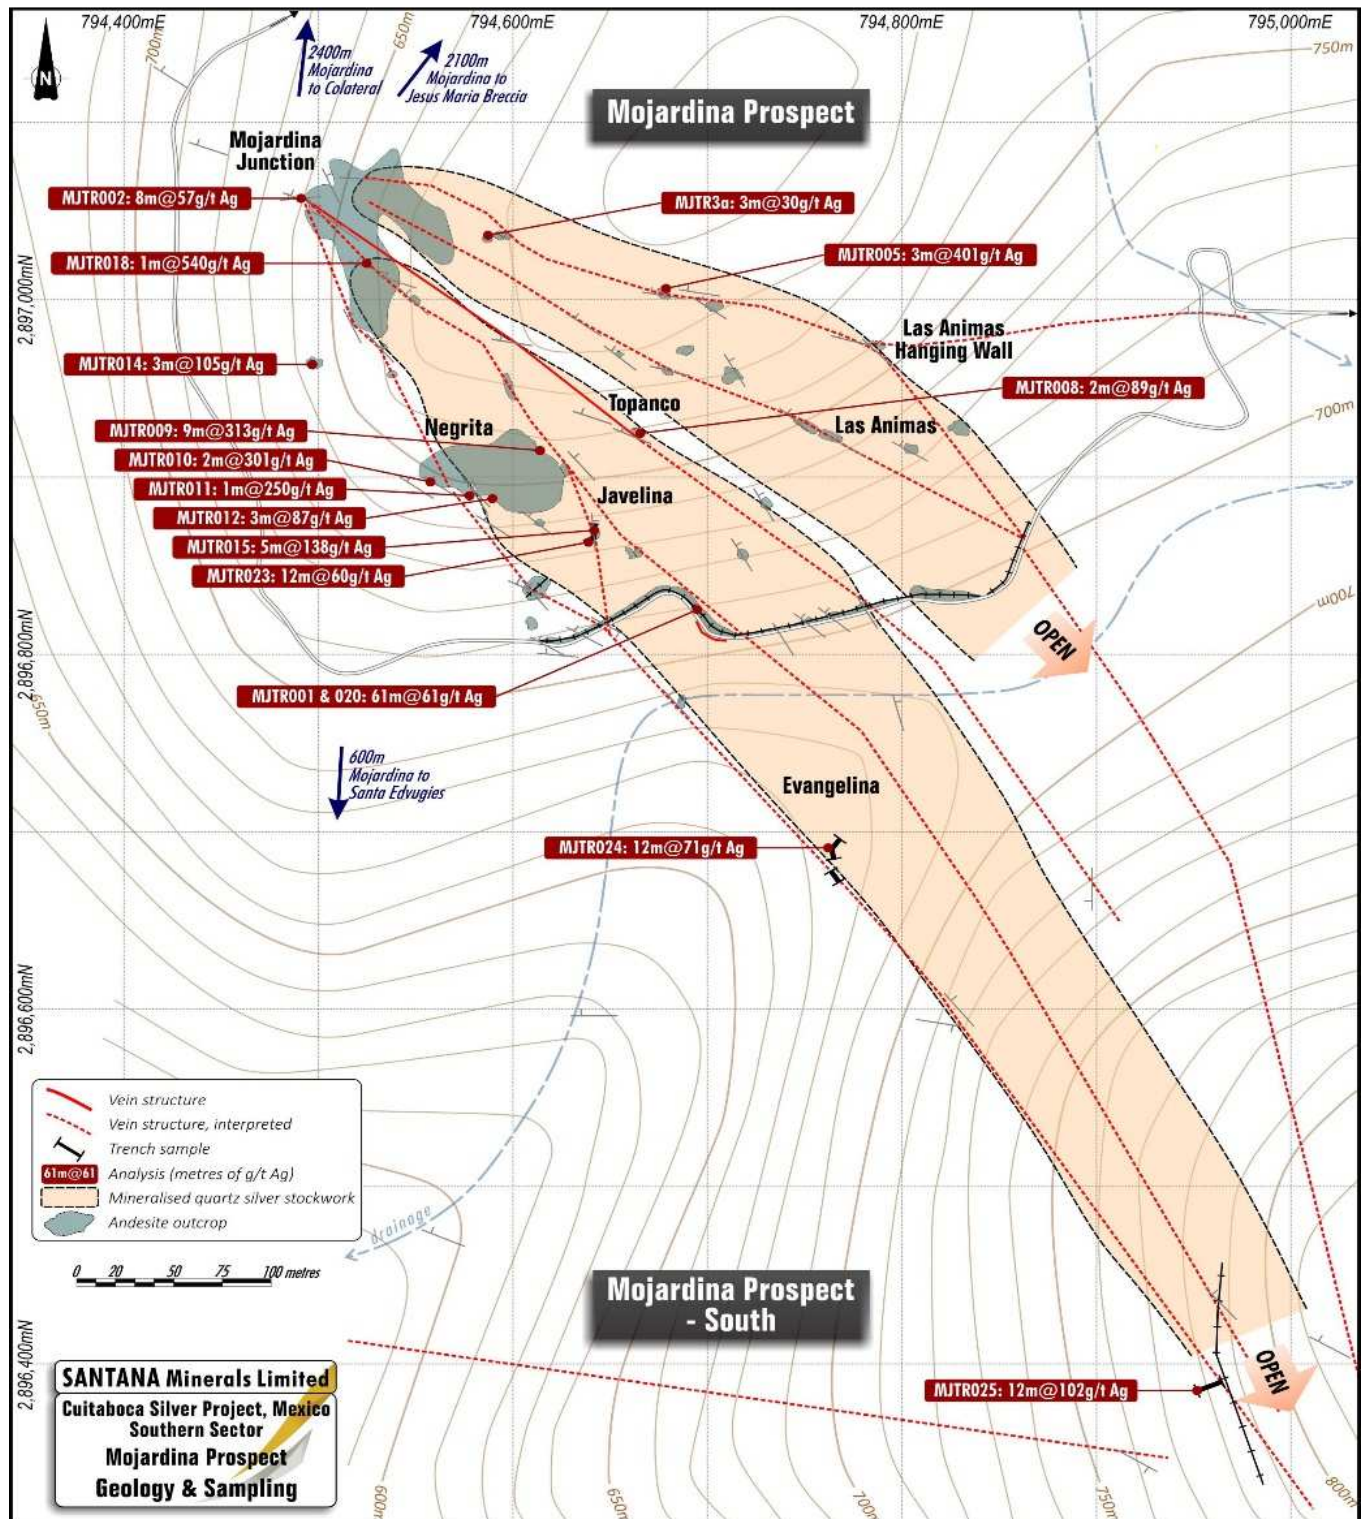 794,400mE
794,600mE
794,800mE
795,000mE
700m
650m
750m
2400m
Mojardina
to Colateral
2100m
Mojardina to
Jesus Maria Breccia
N
Mojardina Prospect
Mojardina
Junction
MJTR002: 8m@57g/t Ag
MJTR3a: 3m@30g/t Ag
MJTR018: 1m@540g/t Ag
MJTR005: 3m@401g/t Ag
2,897,000mN
Las Animas
Hanging Wall
MJTR014: 3m@105g/t Ag
MJTR008: 2m@89g/t Ag
Topanco
700m
Negrita
Las Animas
MJTR009: 9m@313g/t Ag
MJTR010: 2m@301g/t Ag
MJTR011: 1m@250g/t Ag
Javelina
MJTR012: 3m@87g/t Ag
MJTR015: 5m@138g/t Ag
MJTR023: 12m@60g/t Ag
700m
OPEN
2,896,800mN
MJTR001 & 020: 61m@61g/t Ag
650m
600m
Mojardina to
Santa Edvugies
Evangelina
MJTR024: 12m@71g/t Ag
2,896,600mN
Vein structure
Vein structure, interpreted
Trench sample
61m@61
Analysis (metres of g/t Ag)
Mineralised quartz silver stockwork
Andesite outcrop
drainage
0 20 50 75 100 metres
Mojardina Prospect
- South
2,896,400mN
SANTANA Minerals Limited
Cuitaboca Silver Project, Mexico
Southern Sector
Mojardina Prospect
Geology & Sampling
MJTR025: 12m@102g/t Ag
OPEN
600m
650m
700m
750m
800m